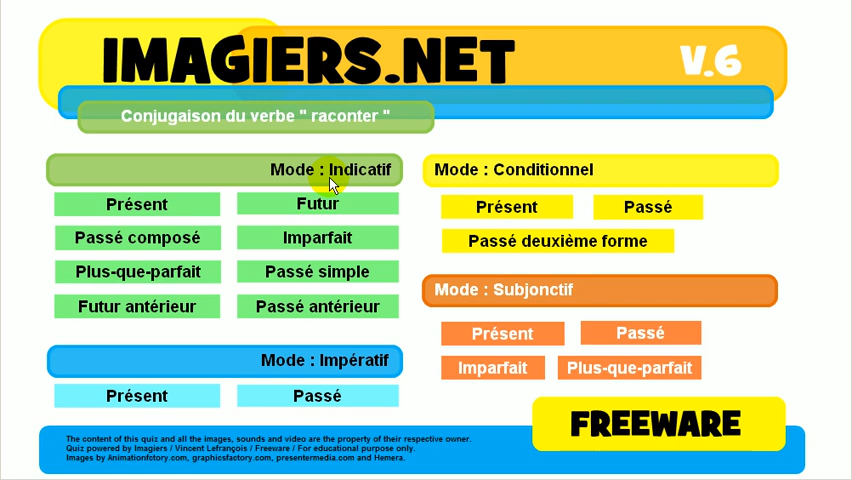 IMAGIERS.NET
V.6
Conjugaison du verbe " raconter "
Mode : Indicatif
Présent
Futur
Passé composé
Imparfait
Plus-que-parfait
Passé simple
Futur antérieur
Passé antérieur
Mode : Impératif
Présent
Passé
Mode : Conditionnel
Présent
Passé
Passé deuxième forme
Mode : Subjonctif
Présent
Passé
Imparfait
Plus-que-parfait
FREEWARE
The content of this quiz and all the images, sounds and video are the property of their respective owner.
Quiz powered by Imagiers / Vincent Lefrançois / Freeware / For educational purpose only.
Images by Animationfctory.com, graphicsfactory.com, presentermedia.com and Hemera.